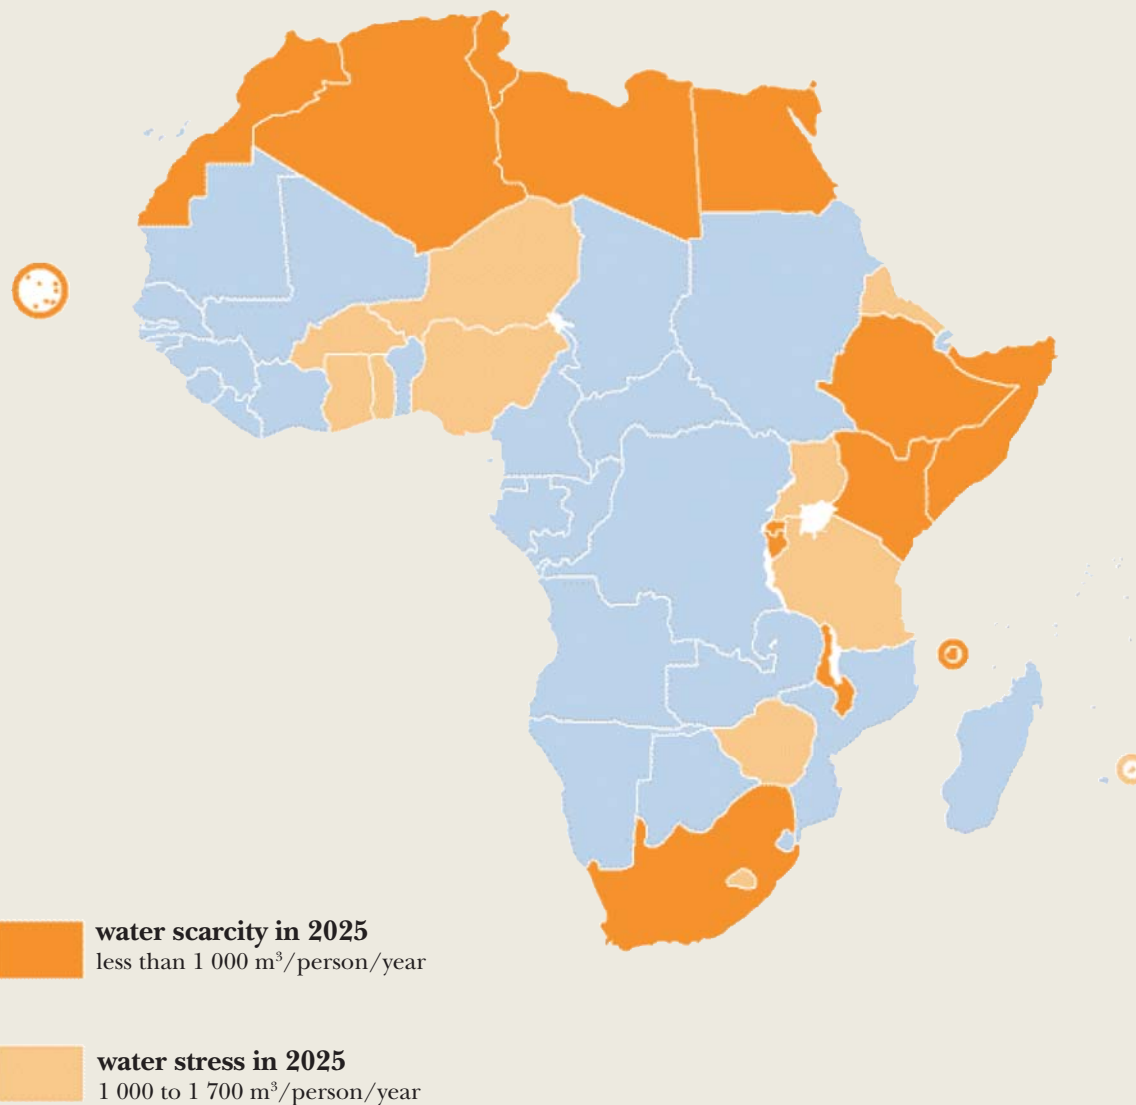 water scarcity in 2025
less than 1 000 m³/person/year
water stress in 2025
1 000 to 1 700 m³/person/year